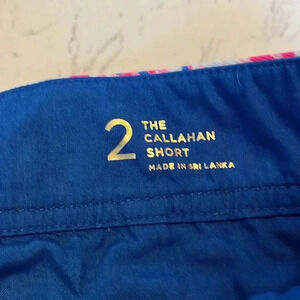 2 THE
CALLAHAN
SHORT
MADE IN SRI LANKA